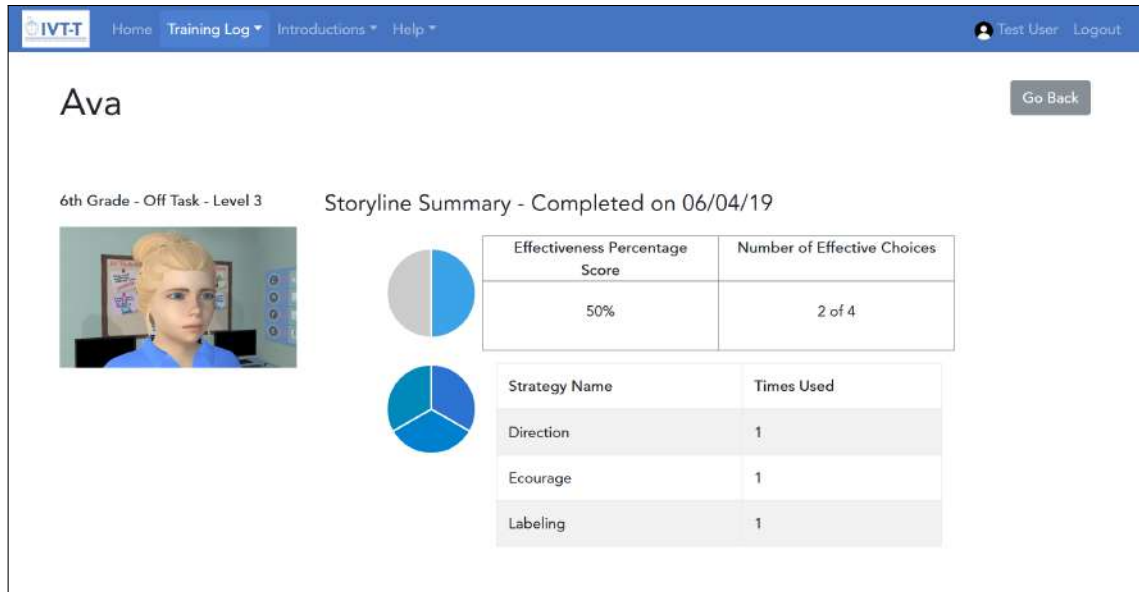 IVT-T Home Training Log Introductions Help Test User Logout
Ava
Go Back
6th Grade - Off Task - Level 3
Storyline Summary - Completed on 06/04/19
Effectiveness Percentage Score
Number of Effective Choices
50%
2 of 4
Strategy Name
Times Used
Direction
1
Ecourage
1
Labeling
1